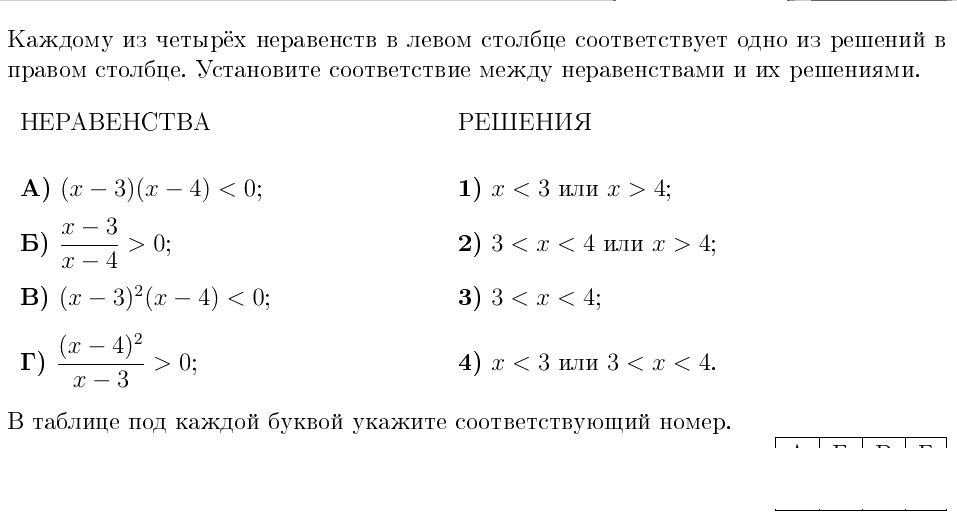 Каждому из четырёх неравенств в левом столбце соответствует одно из решений в
правом столбце. Установите соответствие между неравенствами и их решениями.
НЕРАВЕНСТВА РЕШЕНИЯ
А) (x − 3)(x − 4) < 0; 1) x < 3 или x > 4;
Б) (x − 3)/(x − 4) > 0; 2) 3 < x < 4 или x > 4;
В) (x − 3)²(x − 4) < 0; 3) 3 < x < 4;
Г) (x − 4)²/(x − 3) > 0; 4) x < 3 или 3 < x < 4.
В таблице под каждой буквой укажите соответствующий номер.